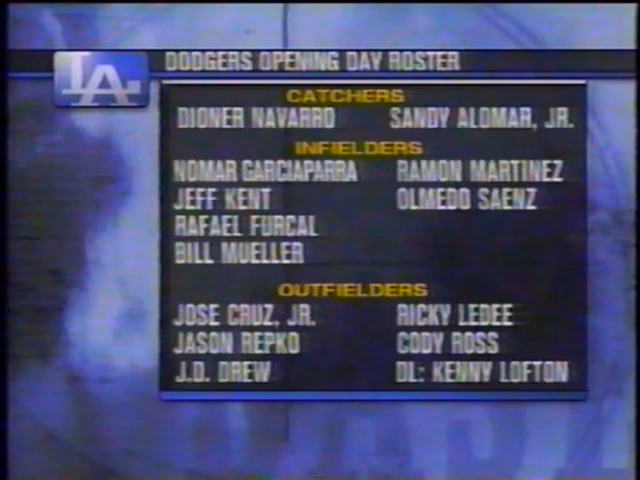 LA
DODGERS OPENING DAY ROSTER
CATCHERS
DIONER NAVARRO SANDY ALOMAR, JR.
INFIELDERS
NOMAR GARCIAPARRA RAMON MARTINEZ
JEFF KENT OLMEDO SAENZ
RAFAEL FURCAL
BILL MUELLER
OUTFIELDERS
JOSE CRUZ, JR. RICKY LEDEE
JASON REPKO CODY ROSS
J.D. DREW DL: KENNY LOFTON